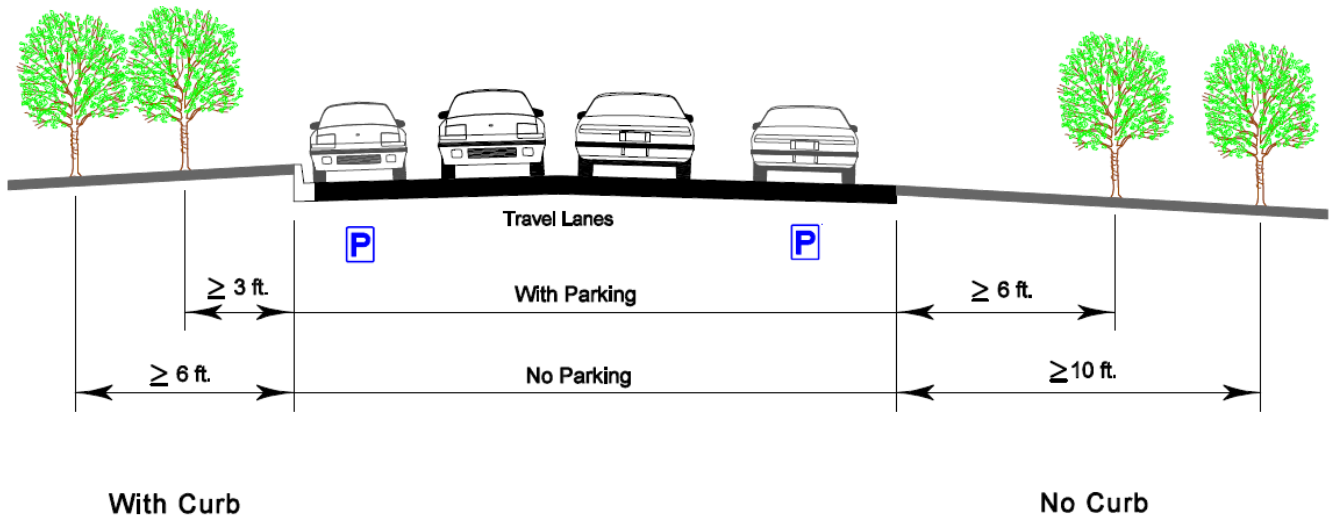 Travel Lanes
P
P
≥ 3 ft.
With Parking
≥ 6 ft.
≥ 6 ft.
No Parking
≥10 ft.
With Curb
No Curb